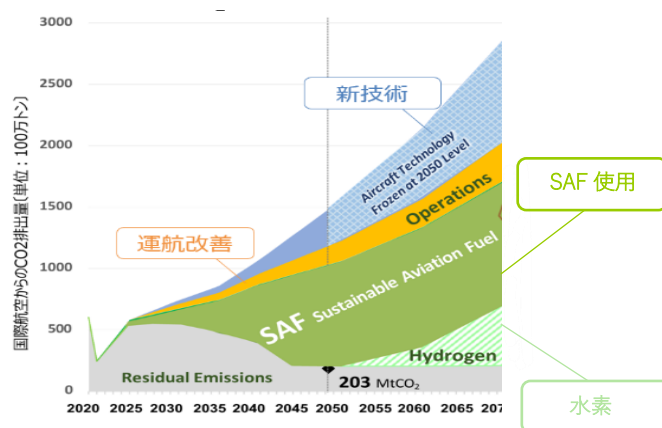 3000
2500
2000
1500
1000
500
0
国際航空からのCO2排出量〔単位：100万トン〕
新技術
Aircraft Technology
Frozen at 2050 Level
運航改善
Operations
SAF Sustainable Aviation Fuel
SAF 使用
Hydrogen
Residual Emissions
203 MtCO₂
水素
2020 2025 2030 2035 2040 2045 2050 2055 2060 2065 207